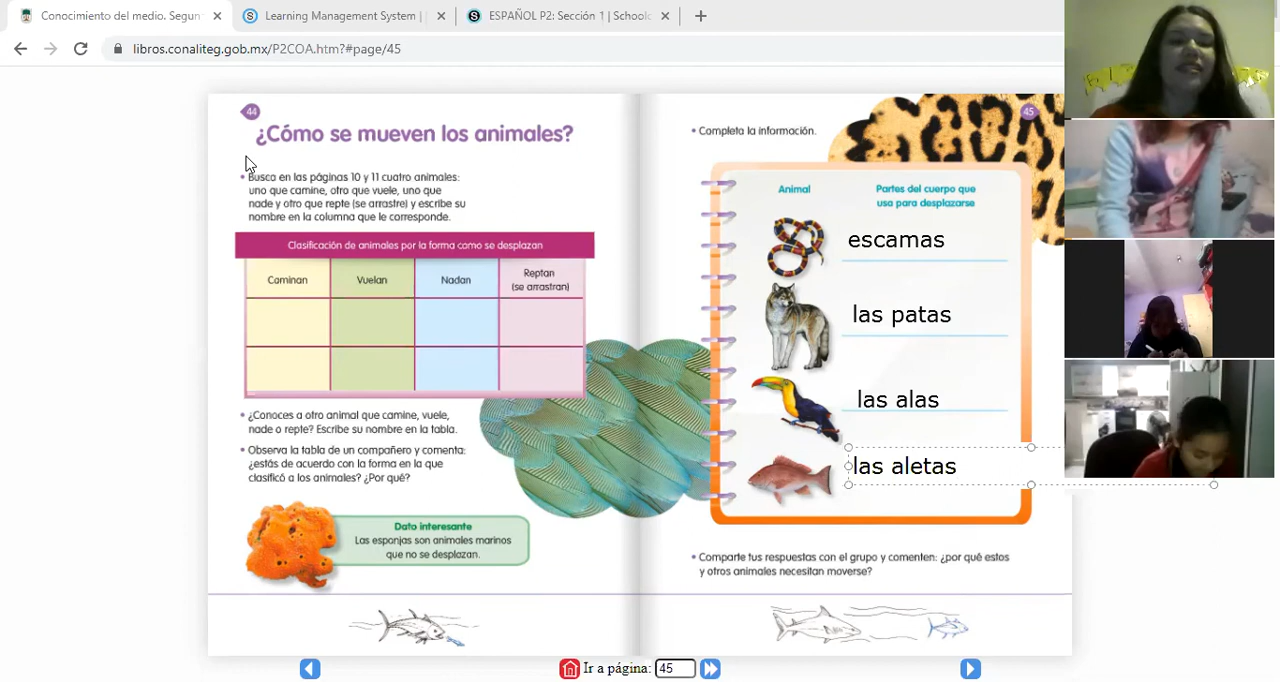 Conocimiento del medio. Segun
Learning Management System |
ESPAÑOL P2: Sección 1 | Schoolo
libros.conaliteg.gob.mx/P2COA.htm?#page/45
44
¿Cómo se mueven los animales?
• Busca en las páginas 10 y 11 cuatro animales:
uno que camine, otro que vuele, uno que
nade y otro que repte (se arrastre) y escribe su
nombre en la columna que le corresponde.
Clasificación de animales por la forma como se desplazan
Caminan Vuelan Nadan Reptan
(se arrastran)
• ¿Conoces a otro animal que camine, vuele,
nade o repte? Escribe su nombre en la tabla.
• Observa la tabla de un compañero y comenta:
¿estás de acuerdo con la forma en la que
clasificó a los animales? ¿Por qué?
Dato interesante
Las esponjas son animales marinos
que no se desplazan.
45
• Completa la información.
Animal
Partes del cuerpo que
usa para desplazarse
escamas
las patas
las alas
las aletas
• Comparte tus respuestas con el grupo y comenten: ¿por qué estos
y otros animales necesitan moverse?
Ir a página: 45